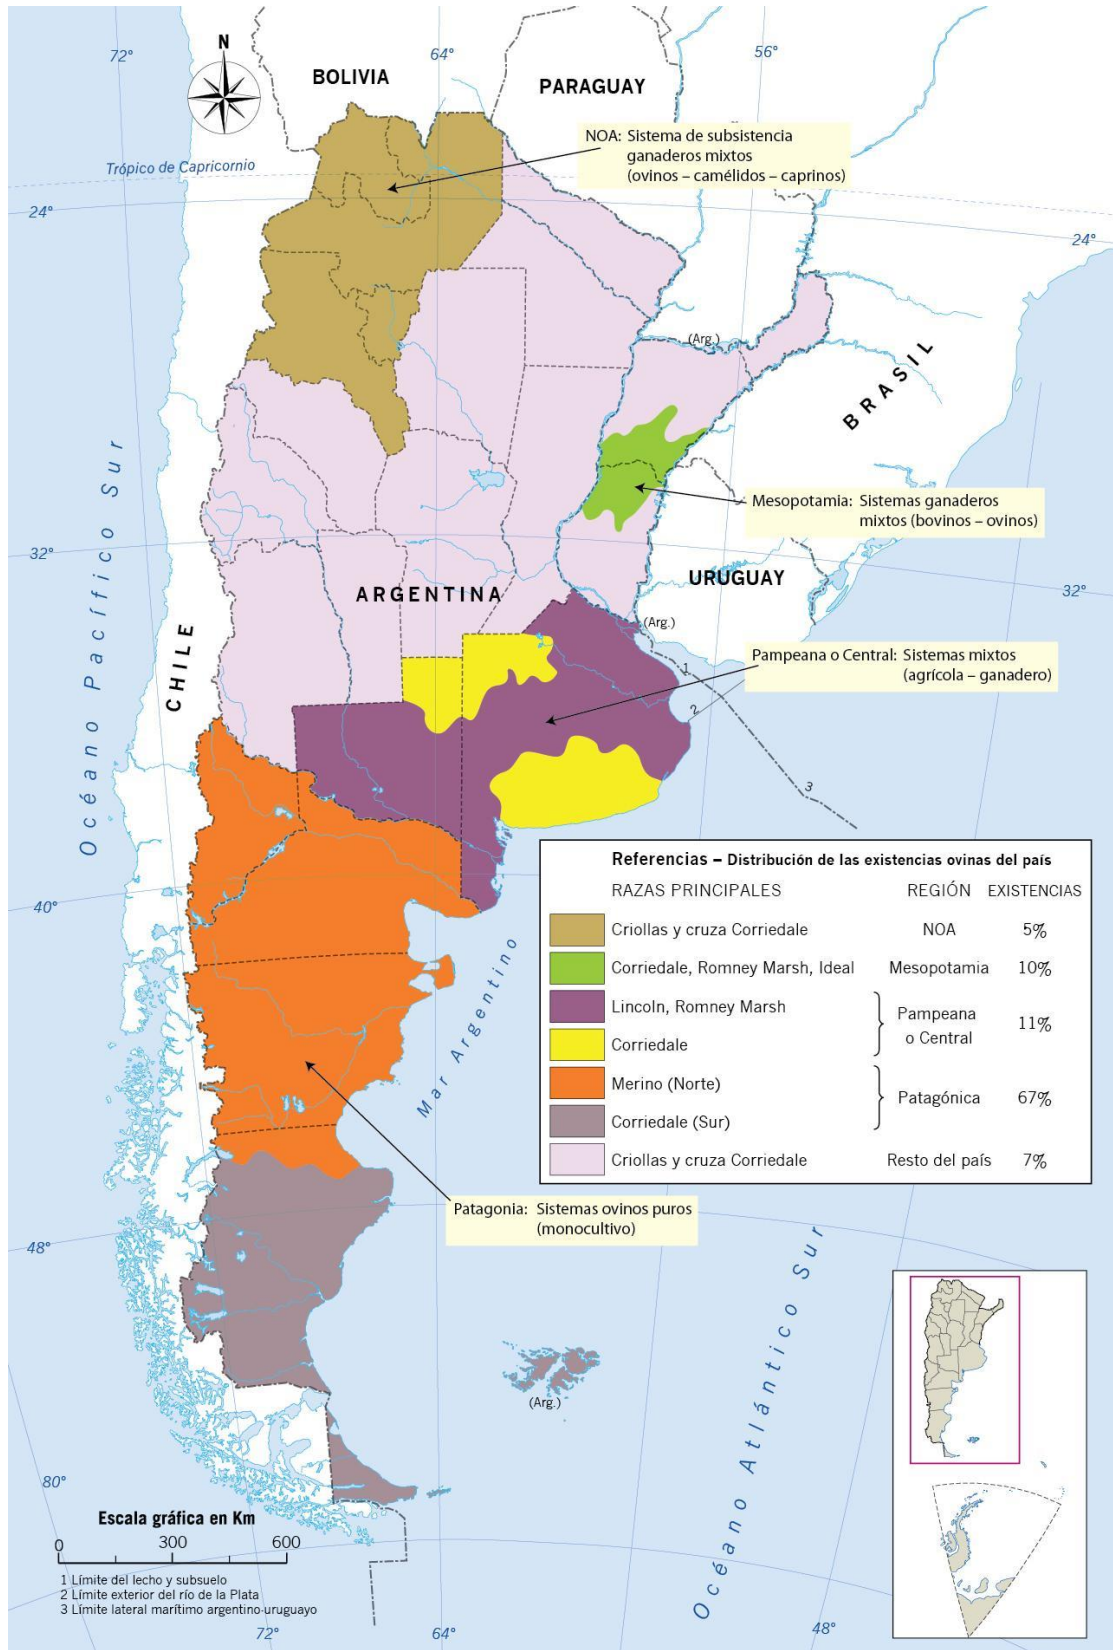 72°
64°
56°
N
BOLIVIA
PARAGUAY
NOA: Sistema de subsistencia
ganaderos mixtos
(ovinos – camélidos – caprinos)
Trópico de Capricornio
24°
24°
(Arg.)
BRASIL
Mesopotamia: Sistemas ganaderos
mixtos (bovinos – ovinos)
Océano Pacífico Sur
32°
URUGUAY
32°
ARGENTINA
(Arg.)
CHILE
1
Pampeana o Central: Sistemas mixtos
(agrícola – ganadero)
2
3
Referencias – Distribución de las existencias ovinas del país
RAZAS PRINCIPALES REGIÓN EXISTENCIAS
Criollas y cruza Corriedale NOA 5%
Corriedale, Romney Marsh, Ideal Mesopotamia 10%
Lincoln, Romney Marsh
Corriedale
Pampeana
o Central
11%
Merino (Norte)
Corriedale (Sur)
Patagónica 67%
Criollas y cruza Corriedale Resto del país 7%
40°
Mar Argentino
Patagonia: Sistemas ovinos puros
(monocultivo)
48°
Océano Atlántico Sur
(Arg.)
80°
Escala gráfica en Km
0 300 600
1 Límite del lecho y subsuelo
2 Límite exterior del río de la Plata
3 Límite lateral marítimo argentino-uruguayo
72°
64°
48°